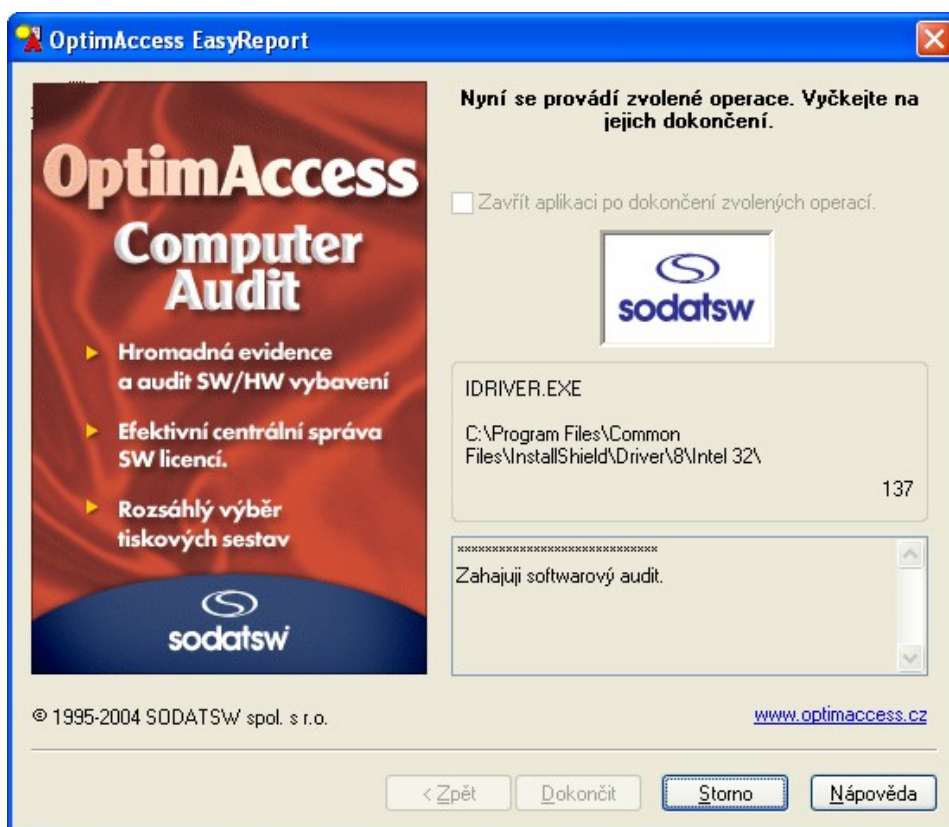 OptimAccess EasyReport
OptimAccess
Computer
Audit
Hromadná evidence
a audit SW/HW vybavení
Efektivní centrální správa
SW licencí.
Rozsáhlý výběr
tiskových sestav
sodatsw
Nyní se provádí zvolené operace. Vyčkejte na
jejich dokončení.
Zavřít aplikaci po dokončení zvolených operací.
sodatsw
IDRIVER.EXE
C:\Program Files\Common
Files\InstallShield\Driver\8\Intel 32\
137
*****************************
Zahajuji softwarový audit.
© 1995-2004 SODATSW spol. s r.o.
www.optimaccess.cz
< Zpět
Dokončit
Storno
Nápověda